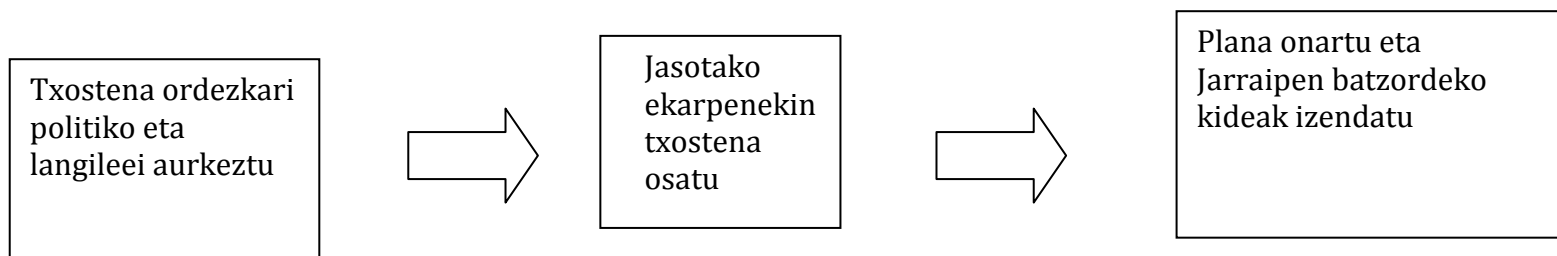 Txostena ordezkari
politiko eta
langileei aurkeztu
Jasotako
ekarpenekin
txostena
osatu
Plana onartu eta
Jarraipen batzordeko
kideak izendatu